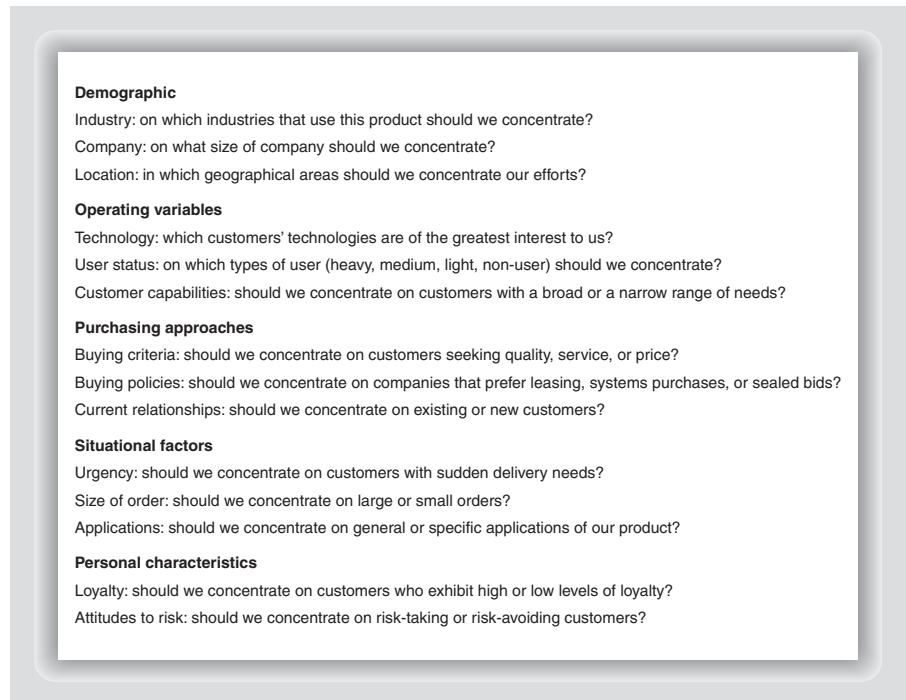 Demographic
Industry: on which industries that use this product should we concentrate?
Company: on what size of company should we concentrate?
Location: in which geographical areas should we concentrate our efforts?
Operating variables
Technology: which customers’ technologies are of the greatest interest to us?
User status: on which types of user (heavy, medium, light, non-user) should we concentrate?
Customer capabilities: should we concentrate on customers with a broad or a narrow range of needs?
Purchasing approaches
Buying criteria: should we concentrate on customers seeking quality, service, or price?
Buying policies: should we concentrate on companies that prefer leasing, systems purchases, or sealed bids?
Current relationships: should we concentrate on existing or new customers?
Situational factors
Urgency: should we concentrate on customers with sudden delivery needs?
Size of order: should we concentrate on large or small orders?
Applications: should we concentrate on general or specific applications of our product?
Personal characteristics
Loyalty: should we concentrate on customers who exhibit high or low levels of loyalty?
Attitudes to risk: should we concentrate on risk-taking or risk-avoiding customers?